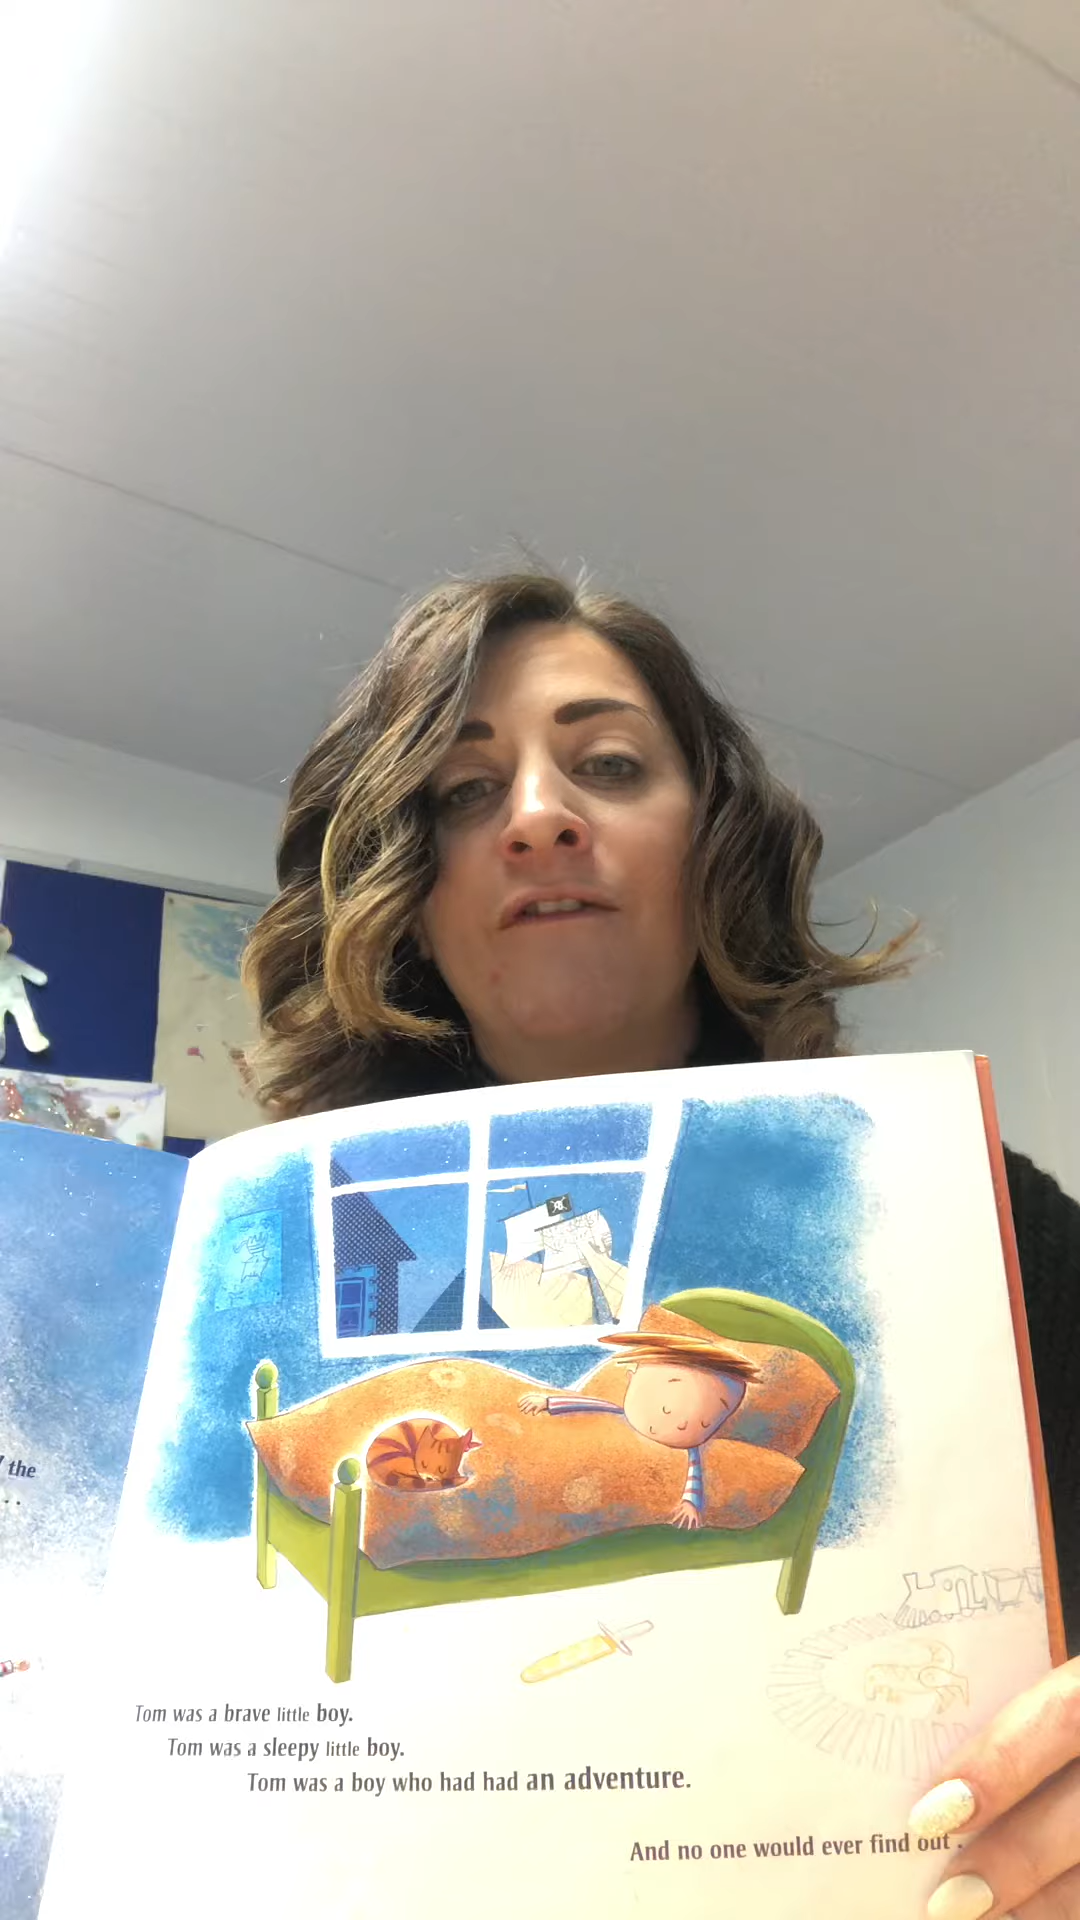 the
..
Tom was a brave little boy.
Tom was a sleepy little boy.
Tom was a boy who had had an adventure.
And no one would ever find out .